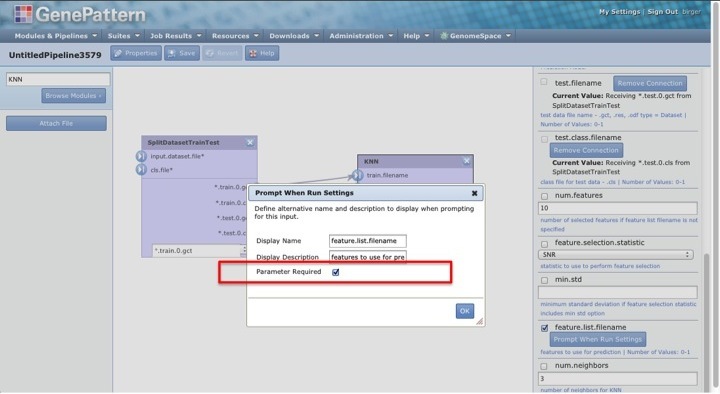 GenePattern
My Settings | Sign Out birger
Modules & Pipelines Suites Job Results Resources Downloads Administration Help GenomeSpace
UntitledPipeline3579 Properties Save Revert Help
KNN
Browse Modules
Attach File
SplitDatasetTrainTest
input.dataset.file*
cls.file*
*.train.0.gct
KNN
train.filename
Prompt When Run Settings
Define alternative name and description to display when prompting
for this input.
Display Name feature.list.filename
Display Description features to use for pre
Parameter Required
OK
test.filename Remove Connection
Current Value: Receiving *.test.0.gct from
SplitDatasetTrainTest
test data file name - .gct, .res, .odf type = Dataset |
Number of Values: 0-1
test.class.filename
Remove Connection
Current Value: Receiving *.test.0.cls from
SplitDatasetTrainTest
class file for test data - .cls | Number of Values: 0-1
num.features
10
number of selected features if feature list filename is not
specified
feature.selection.statistic
SNR
statistic to use to perform feature selection
min.std
minimum standard deviation if feature selection statistic
includes min std option
feature.list.filename
Prompt When Run Settings
features to use for prediction | Number of Values: 0-1
num.neighbors
3
number of neighbors for KNN